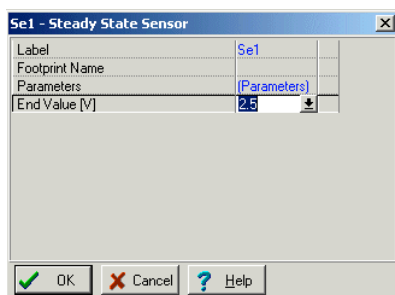 Se1 - Steady State Sensor
Label Se1
Footprint Name
Parameters (Parameters)
End Value [V] 2.5
OK Cancel ? Help